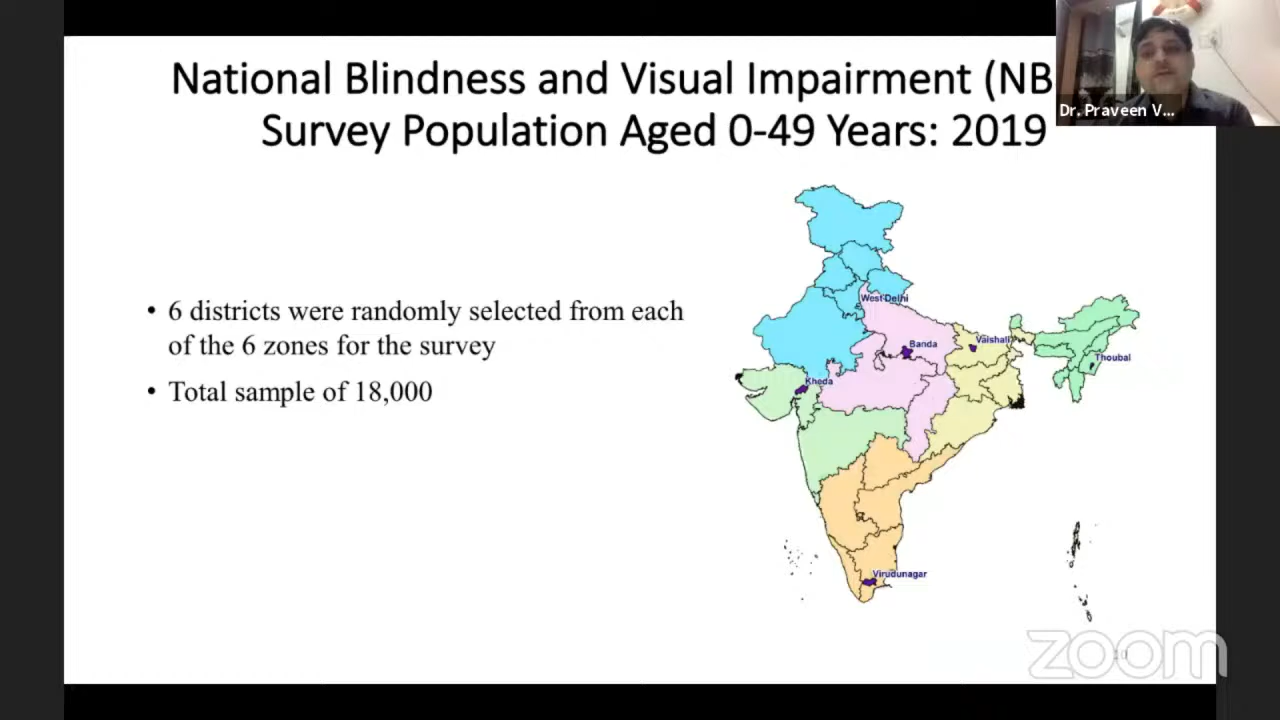 National Blindness and Visual Impairment (NB
Survey Population Aged 0-49 Years: 2019
Dr. Praveen V...
• 6 districts were randomly selected from each
of the 6 zones for the survey
• Total sample of 18,000
West Delhi
Banda
Vaishali
Thoubal
Kheda
Virudunagar
zoom
10